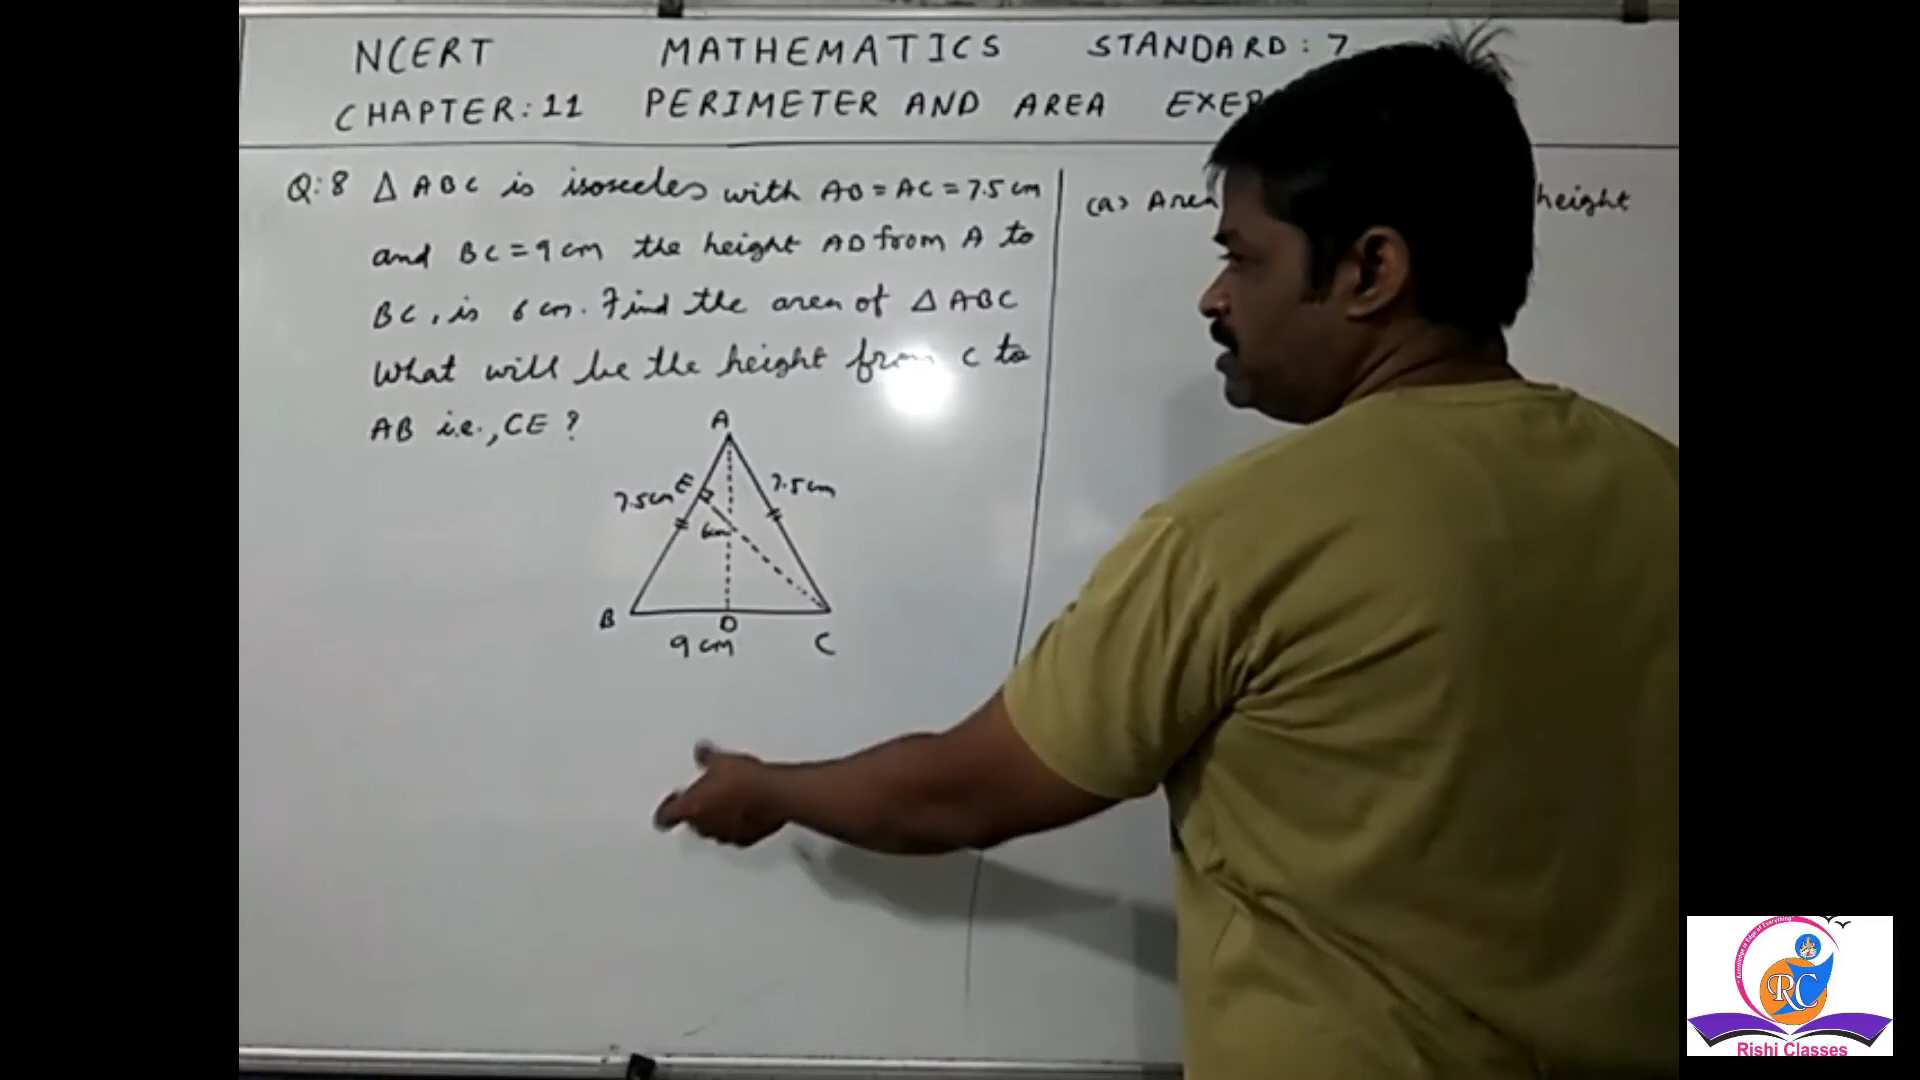 NCERT MATHEMATICS STANDARD: 7
CHAPTER: 11 PERIMETER AND AREA
Q:8 Δ ABC is isosceles with AB = AC = 7.5 cm
and BC = 9 cm the height AD from A to
BC, is 6 cm. Find the area of Δ ABC
What will be the height from C to
AB i.e., CE ?
A
7.5cm E 7.5cm
6cm
B D C
9 cm
(a) Area height
RC
Rishi Classes